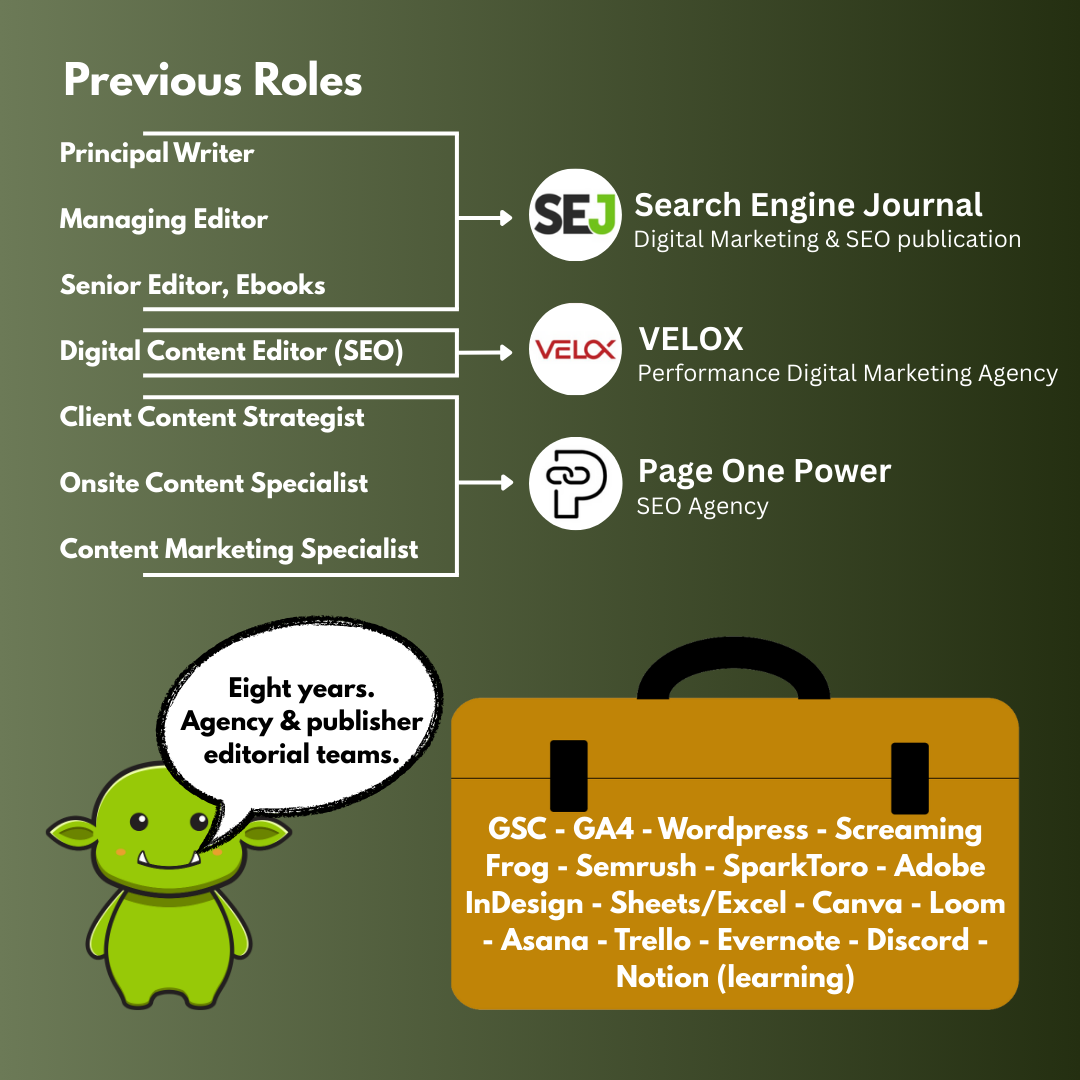 Previous Roles
Principal Writer
Managing Editor
Senior Editor, Ebooks
Digital Content Editor (SEO)
Client Content Strategist
Onsite Content Specialist
Content Marketing Specialist
SEJ
Search Engine Journal
Digital Marketing & SEO publication
VELOX
VELOX
Performance Digital Marketing Agency
P
Page One Power
SEO Agency
Eight years.
Agency & publisher
editorial teams.
GSC - GA4 - Wordpress - Screaming
Frog - Semrush - SparkToro - Adobe
InDesign - Sheets/Excel - Canva - Loom
- Asana - Trello - Evernote - Discord -
Notion (learning)